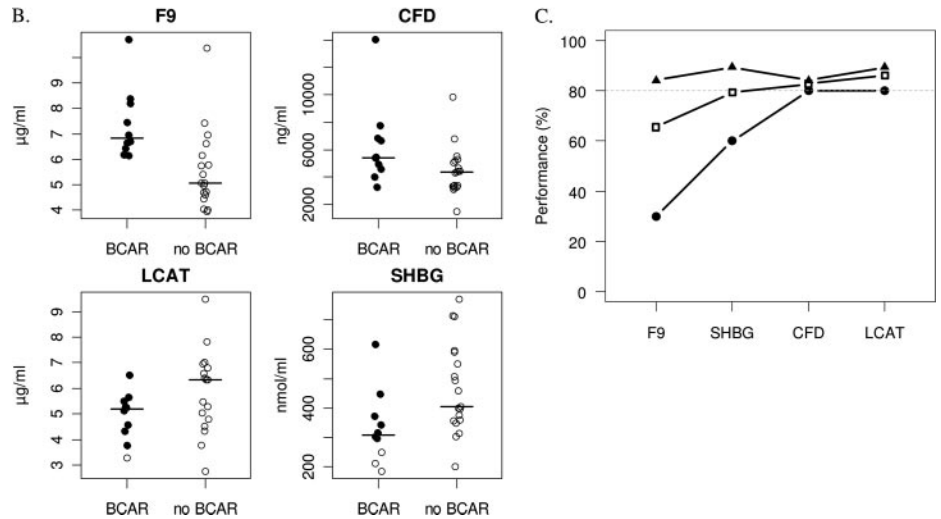 B.
F9
µg/ml
4 5 6 7 8 9
BCAR no BCAR
CFD
ng/ml
2000 6000 10000
BCAR no BCAR
LCAT
µg/ml
3 4 5 6 7 8 9
BCAR no BCAR
SHBG
nmol/ml
200 400 600
BCAR no BCAR
C.
Performance (%)
100
80
60
40
20
0
F9 SHBG CFD LCAT